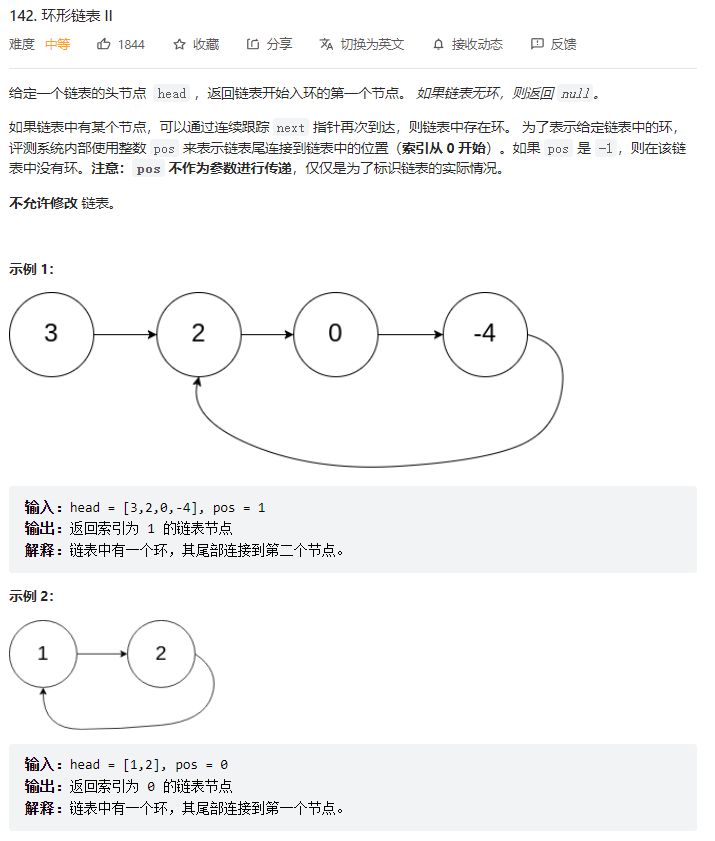 142. 环形链表 II
难度 中等 1844 收藏 分享 切换为英文 接收动态 反馈
给定一个链表的头节点 head ，返回链表开始入环的第一个节点。 如果链表无环，则返回 null。
如果链表中有某个节点，可以通过连续跟踪 next 指针再次到达，则链表中存在环。 为了表示给定链表中的环，
评测系统内部使用整数 pos 来表示链表尾连接到链表中的位置（索引从 0 开始）。如果 pos 是 -1，则在该链
表中没有环。注意：pos 不作为参数进行传递，仅仅是为了标识链表的实际情况。
不允许修改 链表。
示例 1：
3 2 0 -4
输入：head = [3,2,0,-4], pos = 1
输出：返回索引为 1 的链表节点
解释：链表中有一个环，其尾部连接到第二个节点。
示例 2：
1 2
输入：head = [1,2], pos = 0
输出：返回索引为 0 的链表节点
解释：链表中有一个环，其尾部连接到第一个节点。